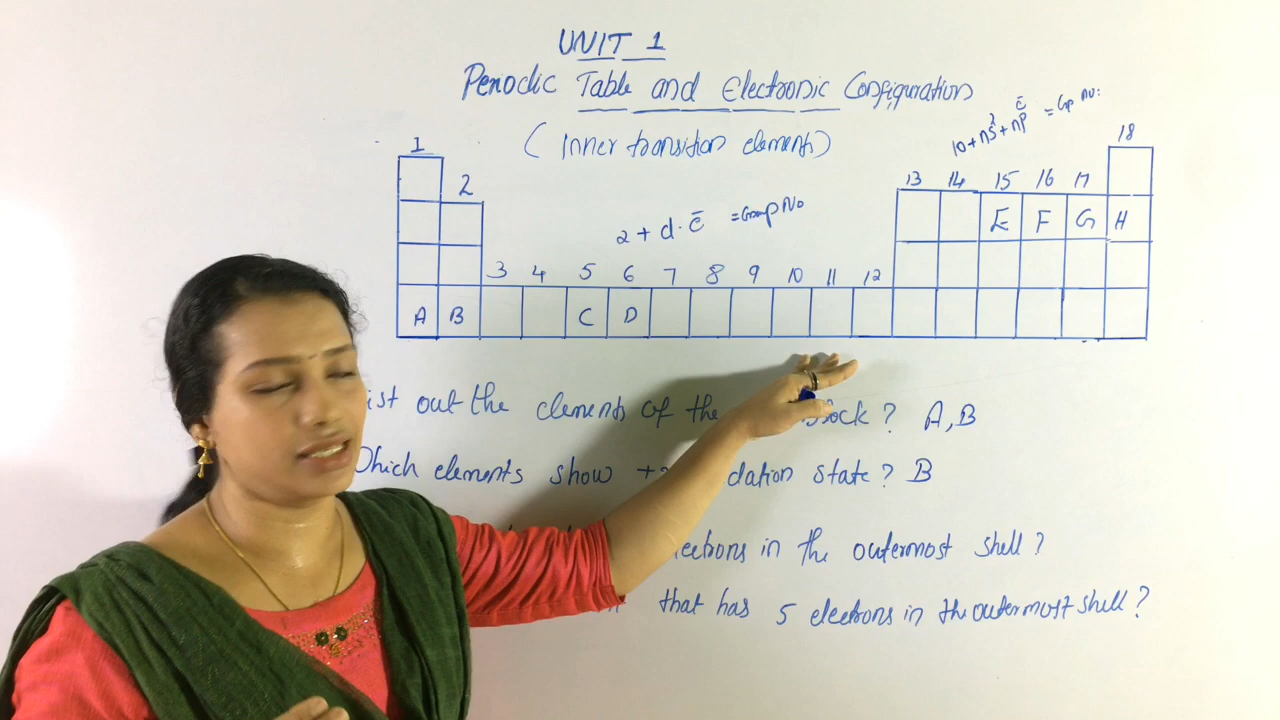 UNIT 1
Periodic Table and Electronic Configuration
(Inner transition elements)
10+ns²+np ē = Gp No:
1
18
2
13 14 15 16 17
2 + d. ē = Group No
E F G H
3 4 5 6 7 8 9 10 11 12
A B C D
ist out the elements of the lock? A, B
Which elements show dation state? B
lectrons in the outermost shell?
that has 5 electrons in the outermost shell?